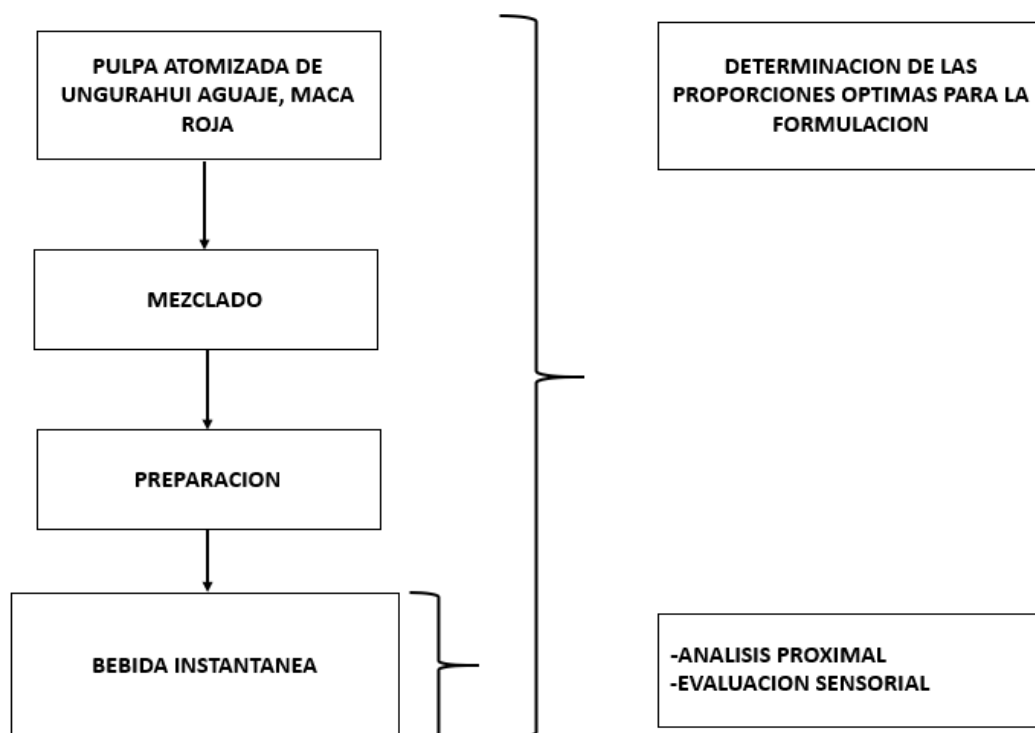 PULPA ATOMIZADA DE
UNGURAHUI AGUAJE, MACA
ROJA
MEZCLADO
PREPARACION
BEBIDA INSTANTANEA
DETERMINACION DE LAS
PROPORCIONES OPTIMAS PARA LA
FORMULACION
-ANALISIS PROXIMAL
-EVALUACION SENSORIAL